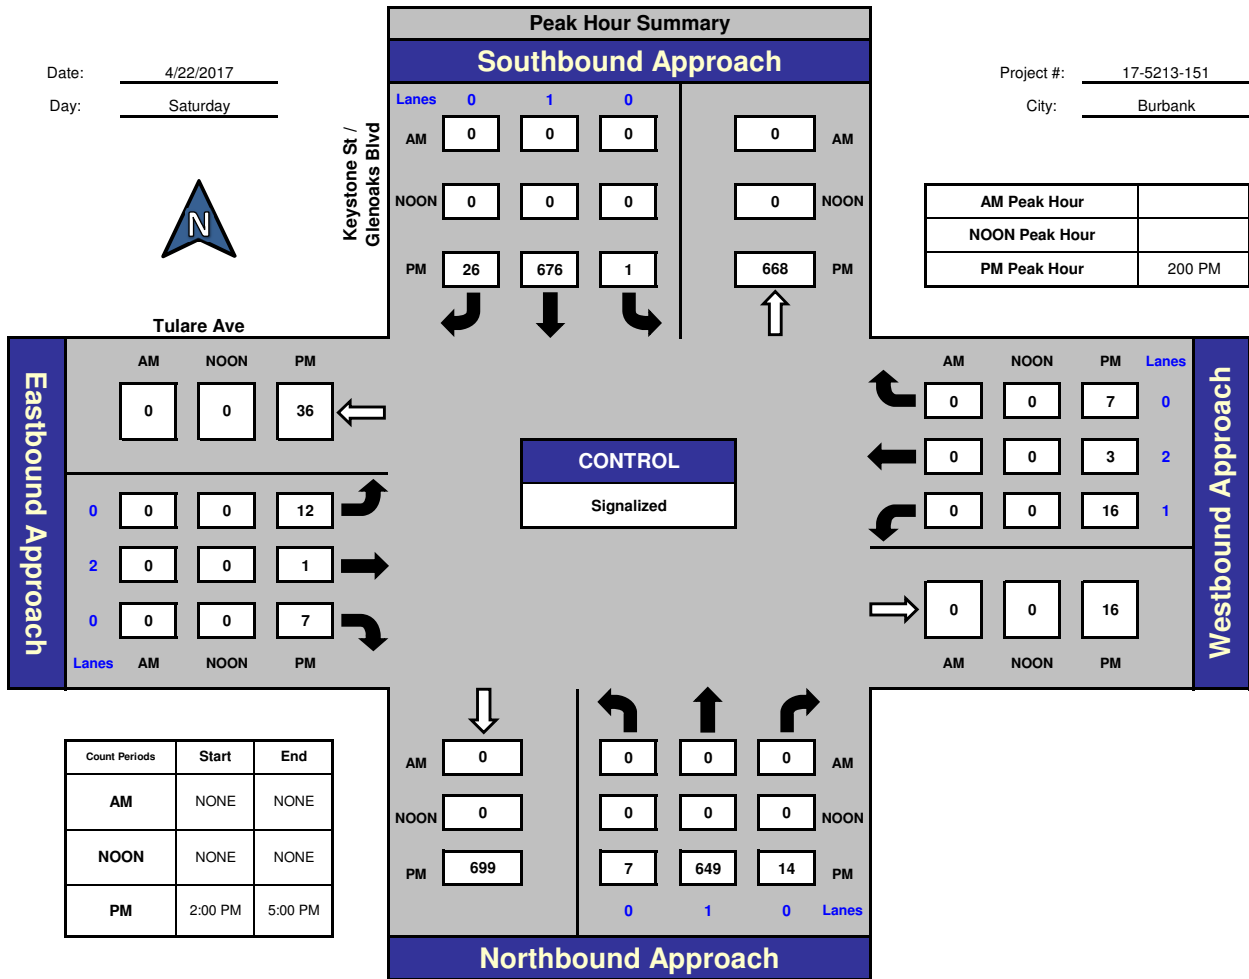 Peak Hour Summary
Southbound Approach
Date: 4/22/2017
Day: Saturday
Project #: 17-5213-151
City: Burbank
N
Keystone St /
Glenoaks Blvd
Lanes 0 1 0
AM 0 0 0 0 AM
NOON 0 0 0 0 NOON
PM 26 676 1 668 PM
AM Peak Hour
NOON Peak Hour
PM Peak Hour 200 PM
Tulare Ave
Eastbound Approach
AM NOON PM
0 0 36
0 0 0 12
2 0 0 1
0 0 0 7
Lanes AM NOON PM
CONTROL
Signalized
AM NOON PM Lanes
0 0 7 0
0 0 3 2
0 0 16 1
0 0 16
AM NOON PM
Westbound Approach
Count Periods Start End
AM NONE NONE
NOON NONE NONE
PM 2:00 PM 5:00 PM
AM 0 0 0 0 AM
NOON 0 0 0 0 NOON
PM 699 7 649 14 PM
0 1 0 Lanes
Northbound Approach